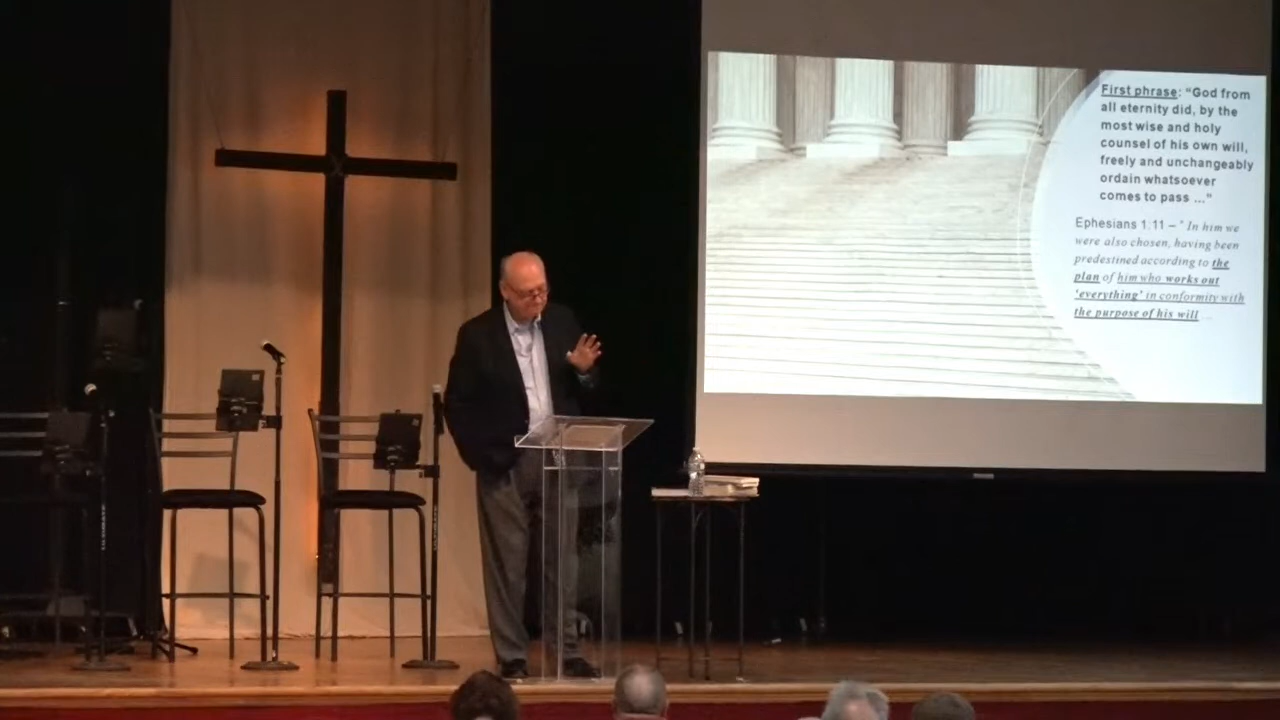 First phrase: “God from
all eternity did, by the
most wise and holy
counsel of his own will,
freely and unchangeably
ordain whatsoever
comes to pass ...”
Ephesians 1.11 – “ In him we
were also chosen, having been
predestined according to the
plan of him who works out
‘everything’ in conformity with
the purpose of his will ...